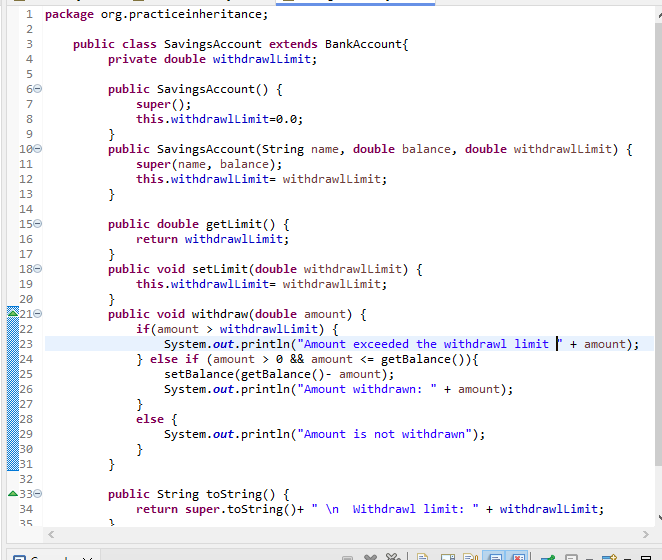 1 package org.practiceinheritance;
2
3 public class SavingsAccount extends BankAccount{
4 private double withdrawlLimit;
5
6 public SavingsAccount() {
7 super();
8 this.withdrawlLimit=0.0;
9 }
10 public SavingsAccount(String name, double balance, double withdrawlLimit) {
11 super(name, balance);
12 this.withdrawlLimit= withdrawlLimit;
13 }
14
15 public double getLimit() {
16 return withdrawlLimit;
17 }
18 public void setLimit(double withdrawlLimit) {
19 this.withdrawlLimit= withdrawlLimit;
20 }
21 public void withdraw(double amount) {
22 if(amount > withdrawlLimit) {
23 System.out.println("Amount exceeded the withdrawl limit " + amount);
24 } else if (amount > 0 && amount <= getBalance()){
25 setBalance(getBalance()- amount);
26 System.out.println("Amount withdrawn: " + amount);
27 }
28 else {
29 System.out.println("Amount is not withdrawn");
30 }
31 }
32
33 public String toString() {
34 return super.toString()+ " \n  Withdrawl limit: " + withdrawlLimit;
35 }